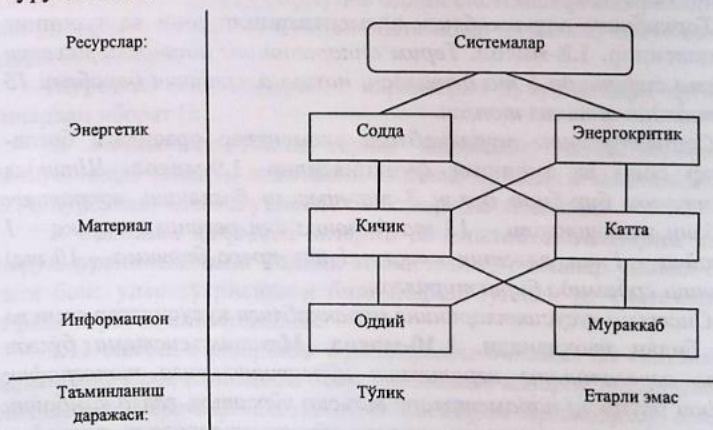 Ресурслар: Системалар
Энергетик Содда Энергокритик
Материал Кичик Катта
Информацион Оддий Мураккаб
Таъминланиш
даражаси Тўлиқ Етарли эмас